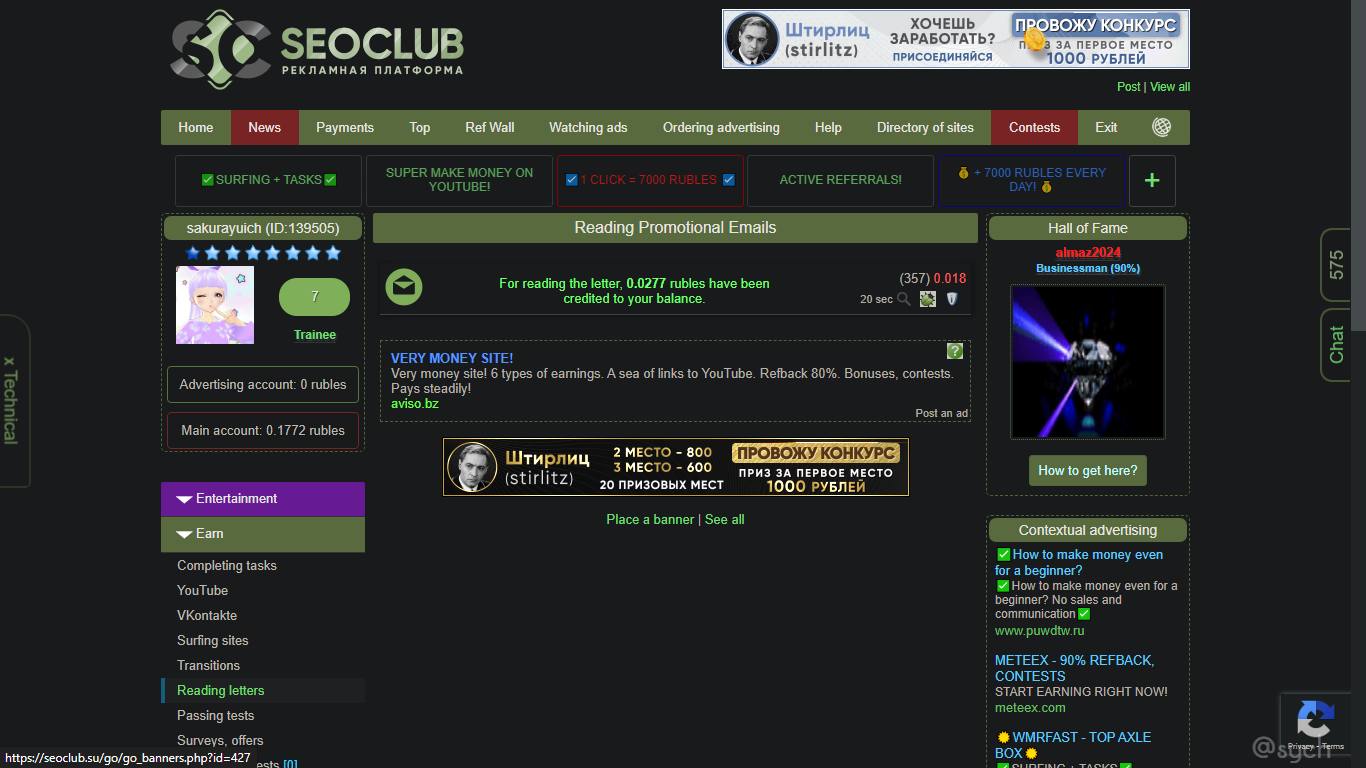 SEOCLUB
РЕКЛАМНАЯ ПЛАТФОРМА
Штирлиц
(stirlitz)
ХОЧЕШЬ
ЗАРАБОТАТЬ?
ПРИСОЕДИНЯЙСЯ
ПРОВОЖУ КОНКУРС
ЗА ПЕРВОЕ МЕСТО
1000 РУБЛЕЙ
Post | View all
Home News Payments Top Ref Wall Watching ads Ordering advertising Help Directory of sites Contests Exit
✅SURFING + TASKS✅
SUPER MAKE MONEY ON
YOUTUBE!
☑ 1 CLICK = 7000 RUBLES ☑
ACTIVE REFERRALS!
💰 + 7000 RUBLES EVERY
DAY! 💰
+
sakurayuich (ID:139505)
7
Trainee
Advertising account: 0 rubles
Main account: 0.1772 rubles
Entertainment
Earn
Completing tasks
YouTube
VKontakte
Surfing sites
Transitions
Reading letters
Passing tests
Surveys, offers
ests [0]
https://seoclub.su/go/go_banners.php?id=427
x Technical
Reading Promotional Emails
For reading the letter, 0.0277 rubles have been
credited to your balance.
(357) 0.018
20 sec
VERY MONEY SITE!
?
Very money site! 6 types of earnings. A sea of links to YouTube. Refback 80%. Bonuses, contests.
Pays steadily!
aviso.bz
Post an ad
Штирлиц
(stirlitz)
2 МЕСТО - 800
3 МЕСТО - 600
20 ПРИЗОВЫХ МЕСТ
ПРОВОЖУ КОНКУРС
ПРИЗ ЗА ПЕРВОЕ МЕСТО
1000 РУБЛЕЙ
Place a banner | See all
Hall of Fame
almaz2024
Businessman (90%)
How to get here?
Contextual advertising
✅How to make money even
for a beginner?
✅How to make money even for a
beginner? No sales and
communication✅
www.puwdtw.ru
METEEX - 90% REFBACK,
CONTESTS
START EARNING RIGHT NOW!
meteex.com
WMRFAST - TOP AXLE
BOX
✅SURFING + TASKS✅
575
Chat
Privacy - Terms
@sych